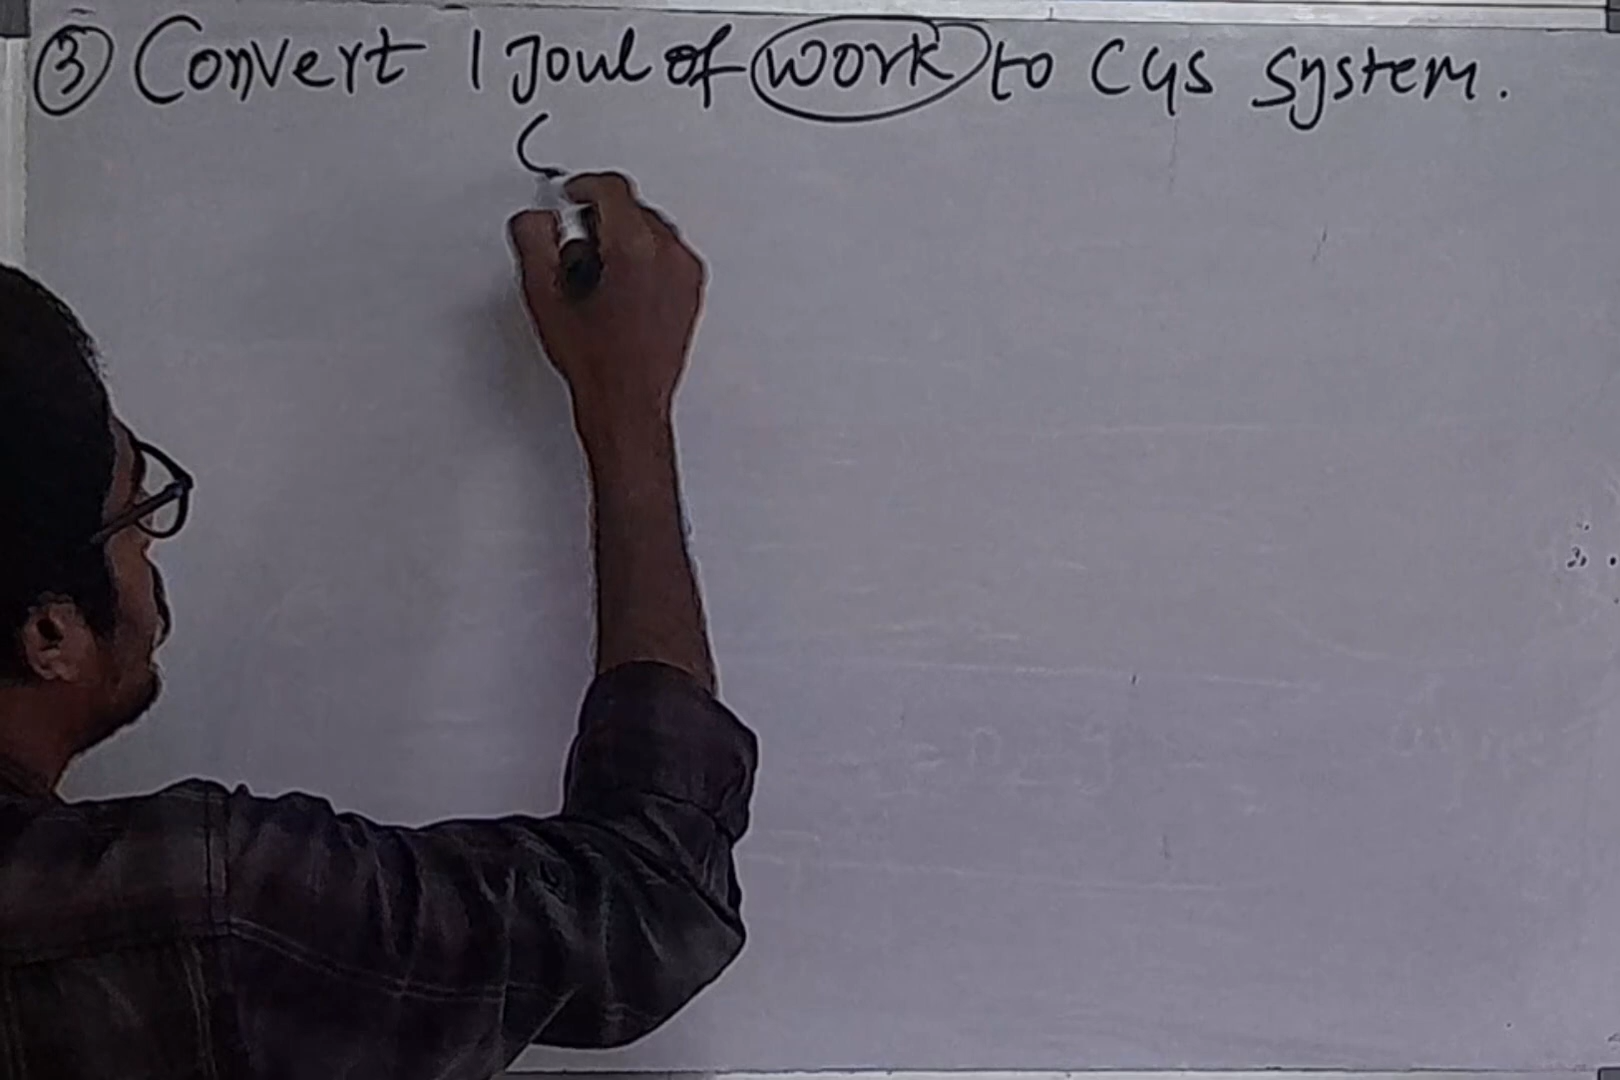 ③ Convert 1 Joul of work to CGS system.